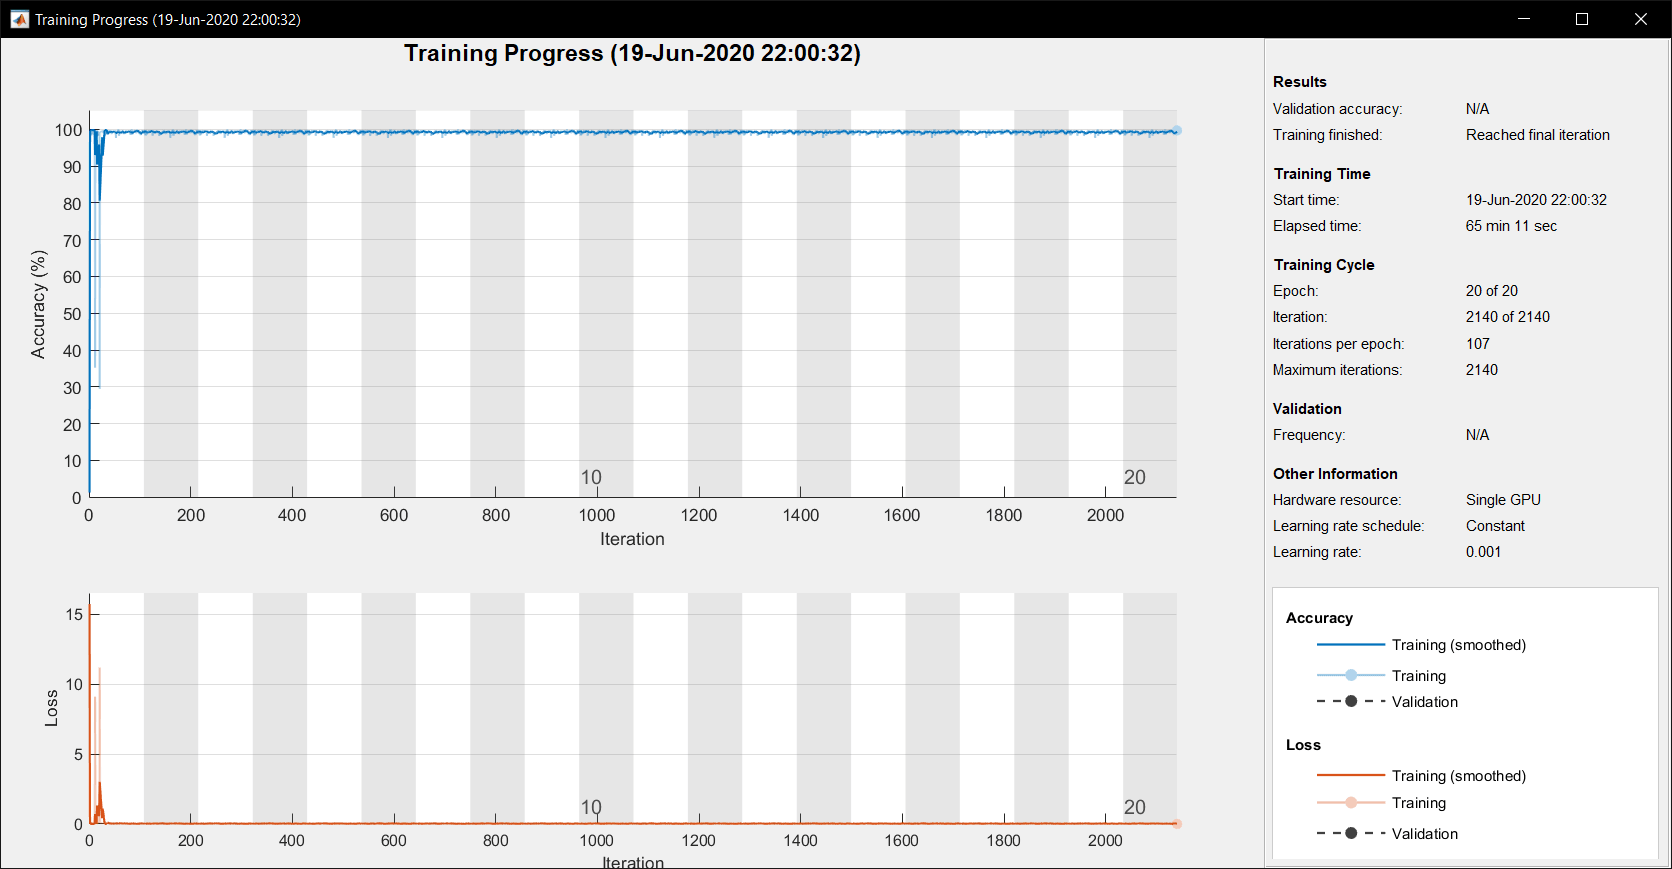 Training Progress (19-Jun-2020 22:00:32)
Training Progress (19-Jun-2020 22:00:32)
100
90
80
70
60
50
40
30
20
10
0
Accuracy (%)
10
20
0 200 400 600 800 1000 1200 1400 1600 1800 2000
Iteration
15
10
5
0
Loss
10
20
0 200 400 600 800 1000 1200 1400 1600 1800 2000
Iteration
Results
Validation accuracy: N/A
Training finished: Reached final iteration
Training Time
Start time: 19-Jun-2020 22:00:32
Elapsed time: 65 min 11 sec
Training Cycle
Epoch: 20 of 20
Iteration: 2140 of 2140
Iterations per epoch: 107
Maximum iterations: 2140
Validation
Frequency: N/A
Other Information
Hardware resource: Single GPU
Learning rate schedule: Constant
Learning rate: 0.001
Accuracy
Training (smoothed)
Training
Validation
Loss
Training (smoothed)
Training
Validation